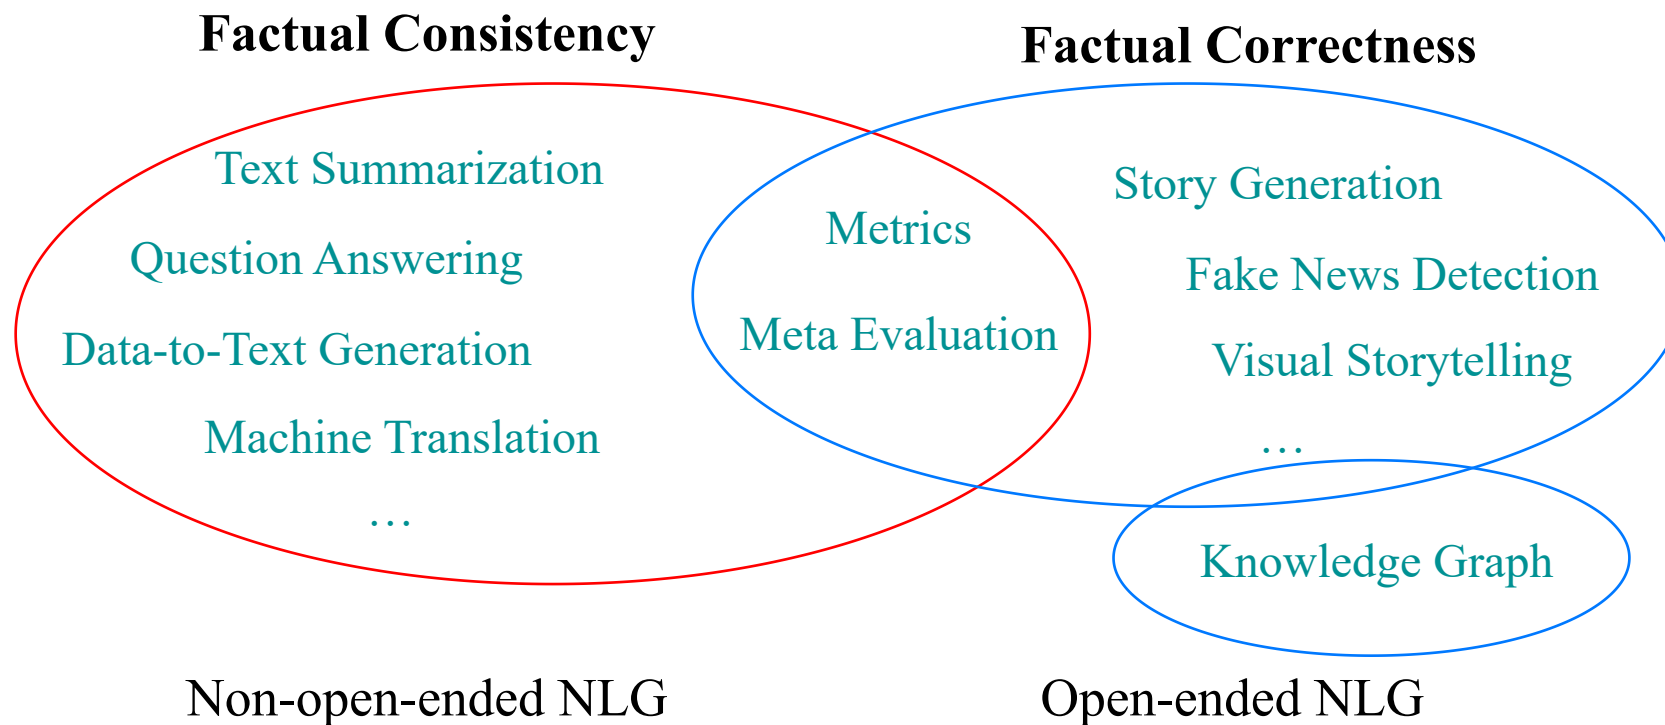 Factual Consistency
Factual Correctness
Text Summarization
Question Answering
Data-to-Text Generation
Machine Translation
…
Metrics
Meta Evaluation
Story Generation
Fake News Detection
Visual Storytelling
…
Knowledge Graph
Non-open-ended NLG
Open-ended NLG